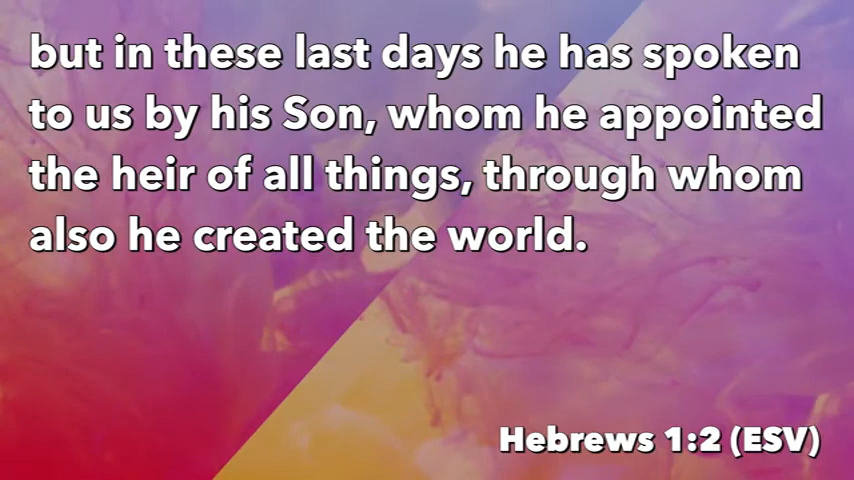 but in these last days he has spoken
to us by his Son, whom he appointed
the heir of all things, through whom
also he created the world.
Hebrews 1:2 (ESV)